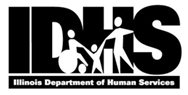 IDHS
Illinois Department of Human Services